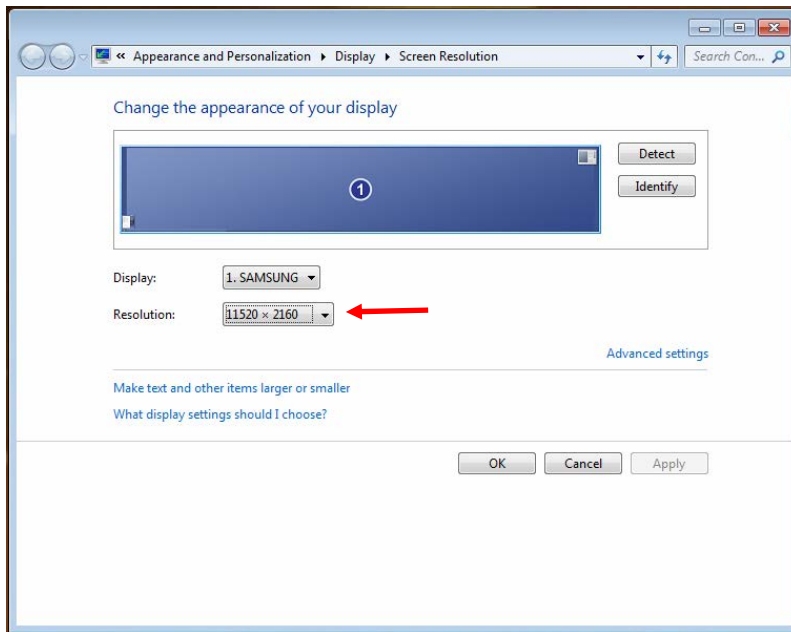 « Appearance and Personalization ▸ Display ▸ Screen Resolution Search Con...
Change the appearance of your display
1
Detect
Identify
Display: 1. SAMSUNG
Resolution: 11520 × 2160
Advanced settings
Make text and other items larger or smaller
What display settings should I choose?
OK Cancel Apply